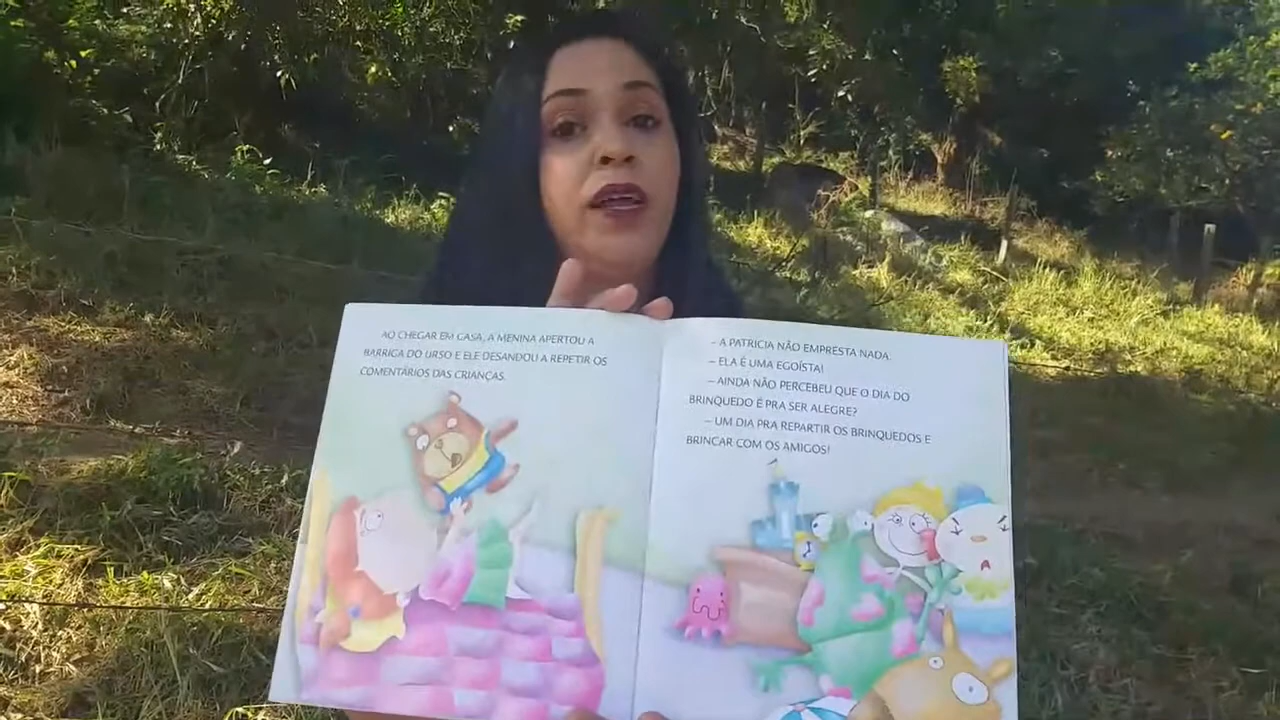 AO CHEGAR EM CASA, A MENINA APERTOU A
BARRIGA DO URSO E ELE DESANDOU A REPETIR OS
COMENTÁRIOS DAS CRIANÇAS.
– A PATRICIA NÃO EMPRESTA NADA.
– ELA É UMA EGOÍSTA!
– AINDA NÃO PERCEBEU QUE O DIA DO
BRINQUEDO É PRA SER ALEGRE?
– UM DIA PRA REPARTIR OS BRINQUEDOS E
BRINCAR COM OS AMIGOS!